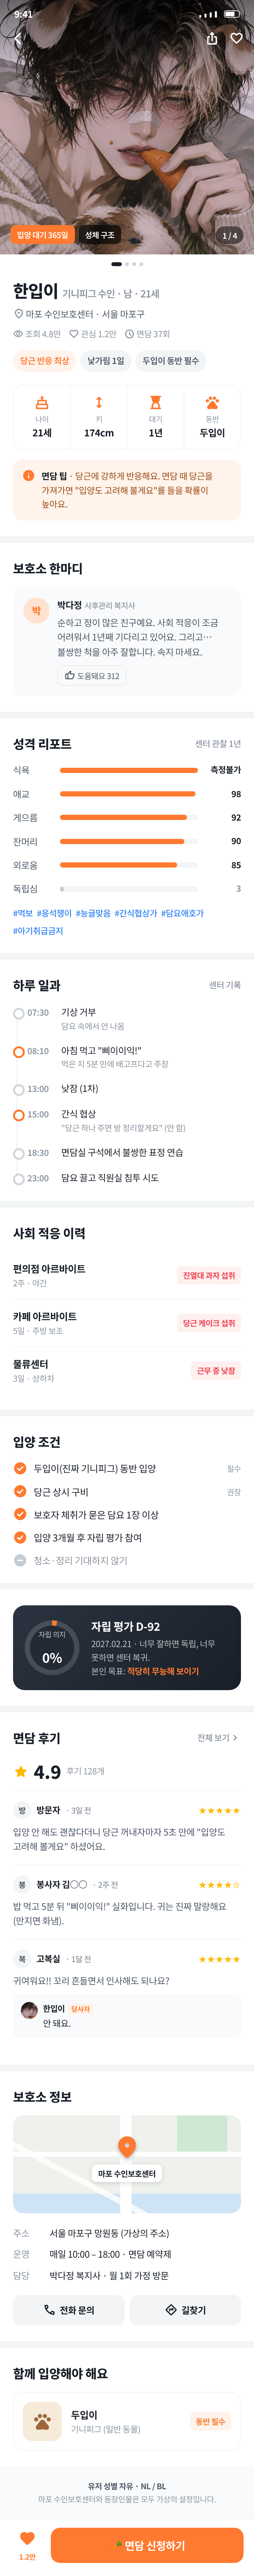 9:41
입양 대기 365일 성체 구조 1 / 4
한입이 기니피그 수인 · 남 · 21세
마포 수인보호센터 · 서울 마포구
조회 4.8만 관심 1.2만 면담 37회
당근 반응 최상 낯가림 1일 두입이 동반 필수
나이 키 대기 동반
21세 174cm 1년 두입이
면담 팁 · 당근에 강하게 반응해요. 면담 때 당근을
가져가면 "입양도 고려해 볼게요"를 들을 확률이
높아요.
보호소 한마디
박
박다정 사후관리 복지사
순하고 정이 많은 친구예요. 사회 적응이 조금
어려워서 1년째 기다리고 있어요. 그리고…
불쌍한 척을 아주 잘합니다. 속지 마세요.
도움돼요 312
성격 리포트 센터 관찰 1년
식욕 측정불가
애교 98
게으름 92
잔머리 90
외로움 85
독립심 3
#먹보 #응석쟁이 #능글맞음 #간식협상가 #담요애호가
#아기취급금지
하루 일과 센터 기록
07:30 기상 거부
담요 속에서 안 나옴
08:10 아침 먹고 "삐이이익!"
먹은 지 5분 만에 배고프다고 주장
13:00 낮잠 (1차)
15:00 간식 협상
"당근 하나 주면 방 정리할게요" (안 함)
18:30 면담실 구석에서 불쌍한 표정 연습
23:00 담요 끌고 직원실 침투 시도
사회 적응 이력
편의점 아르바이트
2주 · 야간
진열대 과자 섭취
카페 아르바이트
5일 · 주방 보조
당근 케이크 섭취
물류센터
3일 · 상하차
근무 중 낮잠
입양 조건
두입이(진짜 기니피그) 동반 입양 필수
당근 상시 구비 권장
보호자 체취가 묻은 담요 1장 이상
입양 3개월 후 자립 평가 참여
청소·정리 기대하지 않기
자립 의지
0%
자립 평가 D-92
2027.02.21 · 너무 잘하면 독립, 너무
못하면 센터 복귀.
본인 목표: 적당히 무능해 보이기
면담 후기 전체 보기
4.9 후기 128개
방 방문자 · 3일 전 ★★★★★
입양 안 해도 괜찮다더니 당근 꺼내자마자 5초 만에 "입양도
고려해 볼게요" 하셨어요.
봉 봉사자 김○○ · 2주 전 ★★★★☆
밥 먹고 5분 뒤 "삐이이익!" 실화입니다. 귀는 진짜 말랑해요
(만지면 화냄).
복 고복실 · 1달 전 ★★★★★
귀여워요!! 꼬리 흔들면서 인사해도 되나요?
한입이 당사자
안 돼요.
보호소 정보
마포 수인보호센터
주소 서울 마포구 망원동 (가상의 주소)
운영 매일 10:00 – 18:00 · 면담 예약제
담당 박다정 복지사 · 월 1회 가정 방문
전화 문의 길찾기
함께 입양해야 해요
두입이
기니피그 (일반 동물)
동반 필수
유저 성별 자유 · NL / BL
마포 수인보호센터와 등장인물은 모두 가상의 설정입니다.
1.2만
면담 신청하기